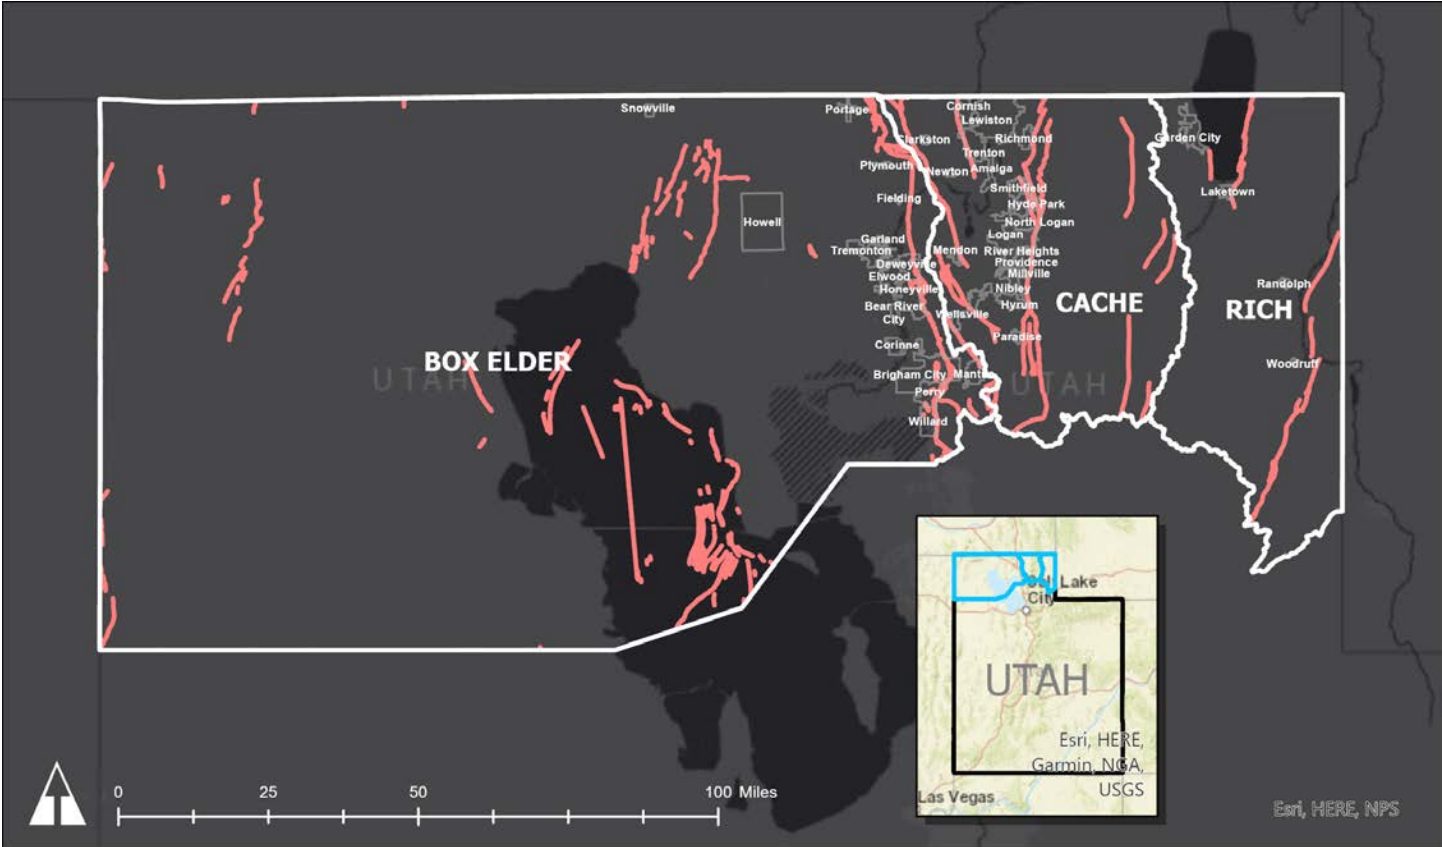 Snowville
Portage
Cornish
Lewiston
Clarkston
Richmond
Garden City
Trenton
Plymouth
Newton
Amalga
Smithfield
Laketown
Fielding
Hyde Park
Howell
North Logan
Logan
Garland
Tremonton
Mendon
River Heights
Deweyville
Providence
Elwood
Millville
Honeyville
Nibley
Randolph
Bear River
City
Hyrum
CACHE
RICH
Wellsville
Paradise
Corinne
BOX ELDER
Woodruff
UTAH
Brigham City
Mantua
UTAH
Perry
Willard
Salt Lake
City
UTAH
Esri, HERE,
Garmin, NGA,
USGS
Las Vegas
0 25 50 100 Miles
Esri, HERE, NPS